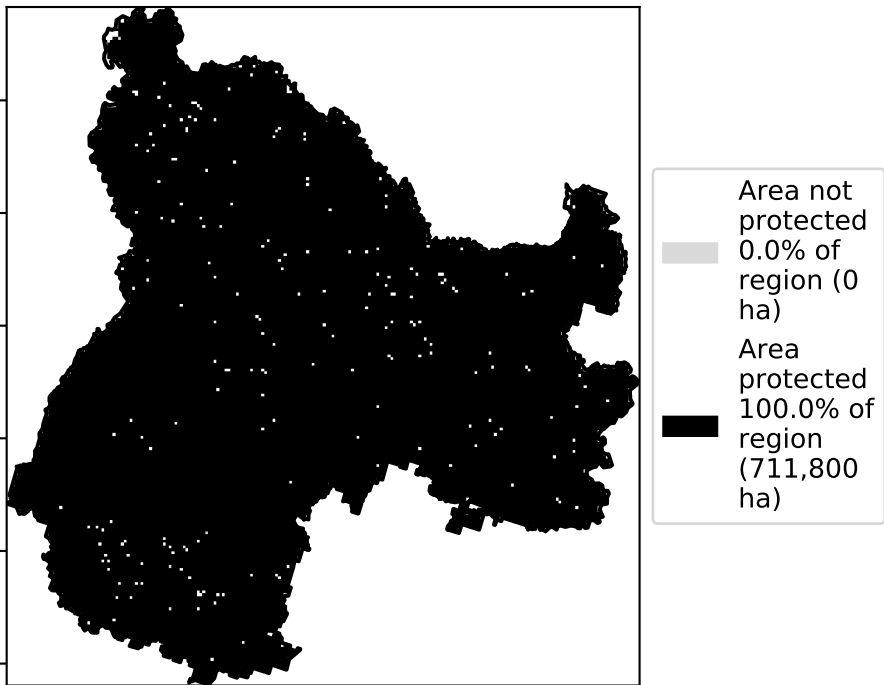 Area not
protected
0.0% of
region (0
ha)
Area
protected
100.0% of
region
(711,800
ha)